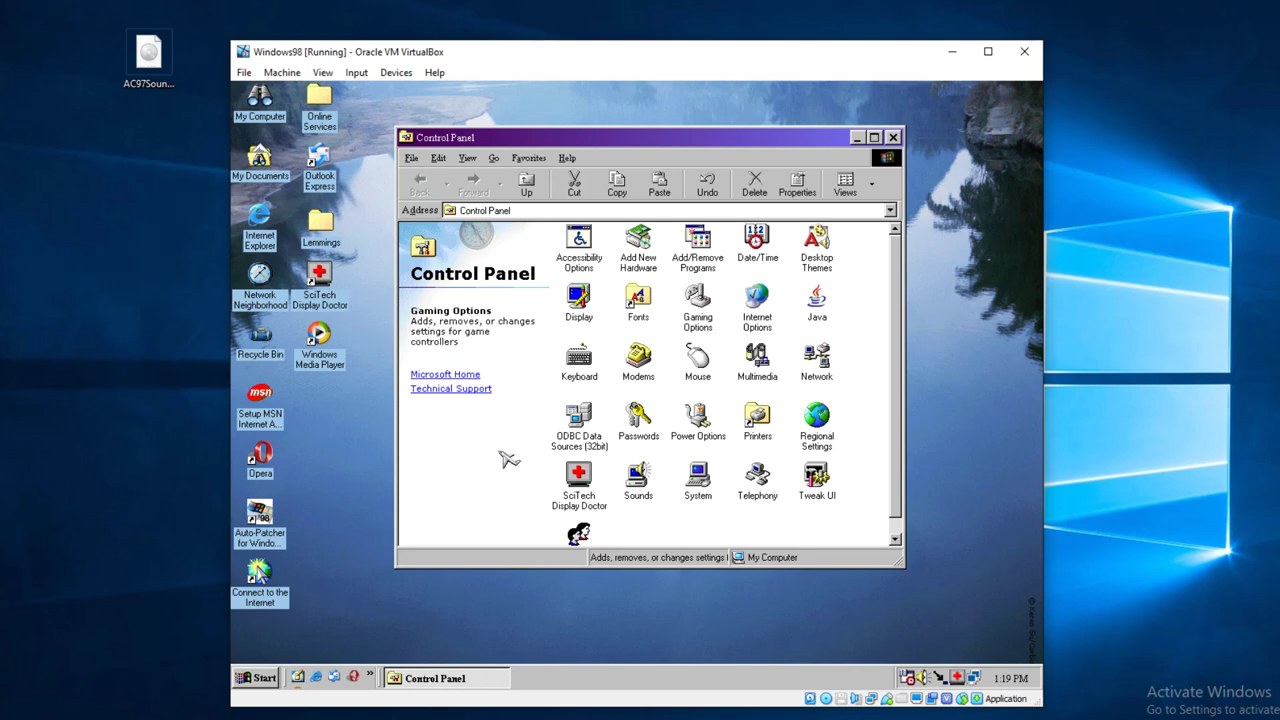 AC97Soun...
Windows98 [Running] - Oracle VM VirtualBox
File Machine View Input Devices Help
My Computer
Online
Services
My Documents
Outlook
Express
Internet
Explorer
Lemmings
Network
Neighborhood
SciTech
Display Doctor
Recycle Bin
Windows
Media Player
msn
Setup MSN
Internet A...
Opera
98
Auto-Patcher
for Windo...
Connect to the
Internet
Control Panel
File Edit View Go Favorites Help
Back Forward Up Cut Copy Paste Undo Delete Properties Views
Address Control Panel
Control Panel
Gaming Options
Adds, removes, or changes
settings for game
controllers
Microsoft Home
Technical Support
Accessibility
Options
Add New
Hardware
Add/Remove
Programs
Date/Time
Desktop
Themes
Display
Fonts
Gaming
Options
Internet
Options
Java
Keyboard
Modems
Mouse
Multimedia
Network
ODBC Data
Sources (32bit)
Passwords
Power Options
Printers
Regional
Settings
SciTech
Display Doctor
Sounds
System
Telephony
Tweak UI
Adds, removes, or changes settings My Computer
Start » Control Panel 1:19 PM
Application
Activate Windows
Go to Settings to activate